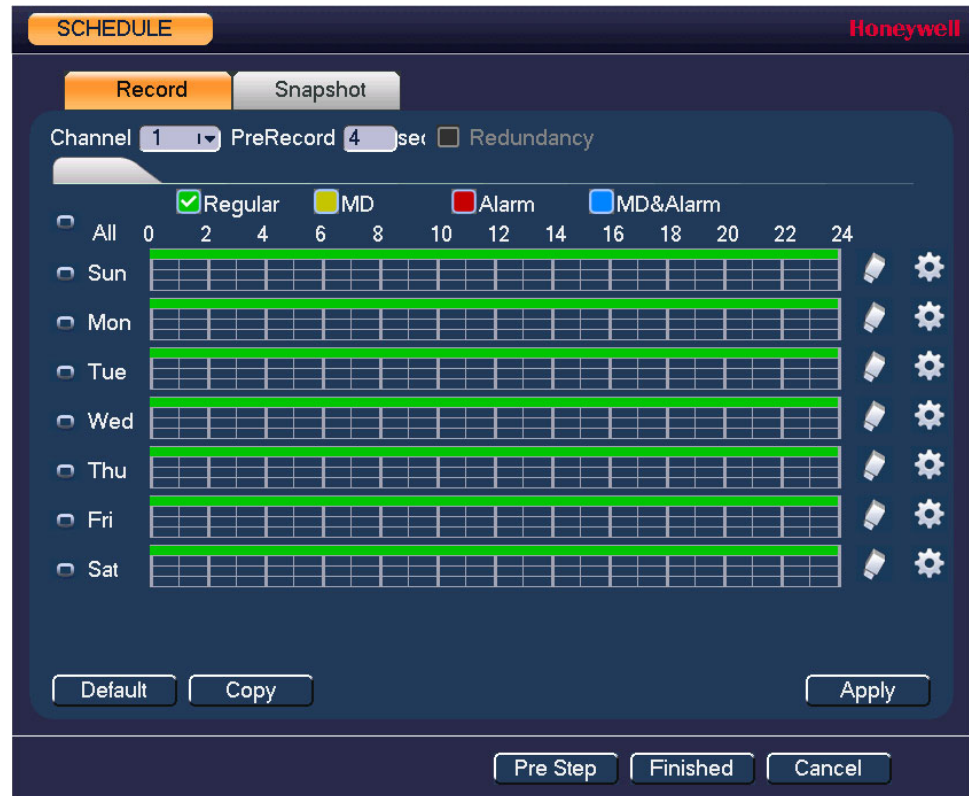 SCHEDULE Honeywell
Record Snapshot
Channel 1 PreRecord 4 sec Redundancy
Regular MD Alarm MD&Alarm
All 0 2 4 6 8 10 12 14 16 18 20 22 24
Sun
Mon
Tue
Wed
Thu
Fri
Sat
Default Copy Apply
Pre Step Finished Cancel